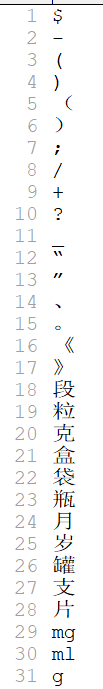 1 $
2 -
3 (
4 )
5 （
6 ）
7 ;
8 /
9 +
10 ?
11 _
12 “
13 ”
14 、
15 。
16 《
17 》
18 段
19 粒
20 克
21 盒
22 袋
23 瓶
24 月
25 岁
26 罐
27 支
28 片
29 mg
30 ml
31 g